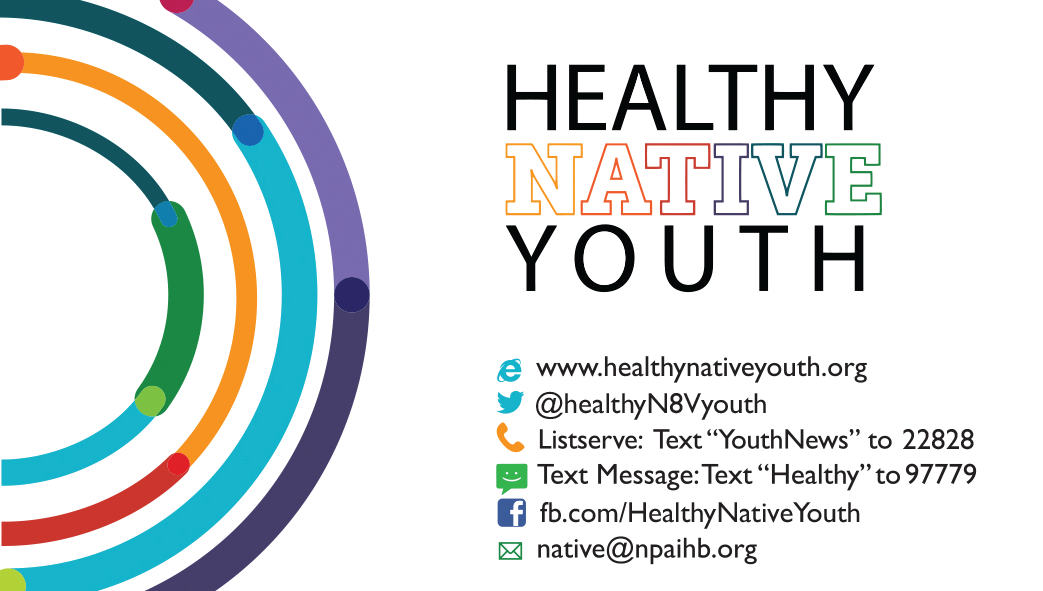 HEALTHY
NATIVE
YOUTH
www.healthynativeyouth.org
@healthyN8Vyouth
Listserve: Text “YouthNews” to 22828
Text Message: Text “Healthy” to 97779
fb.com/HealthyNativeYouth
native@npaihb.org